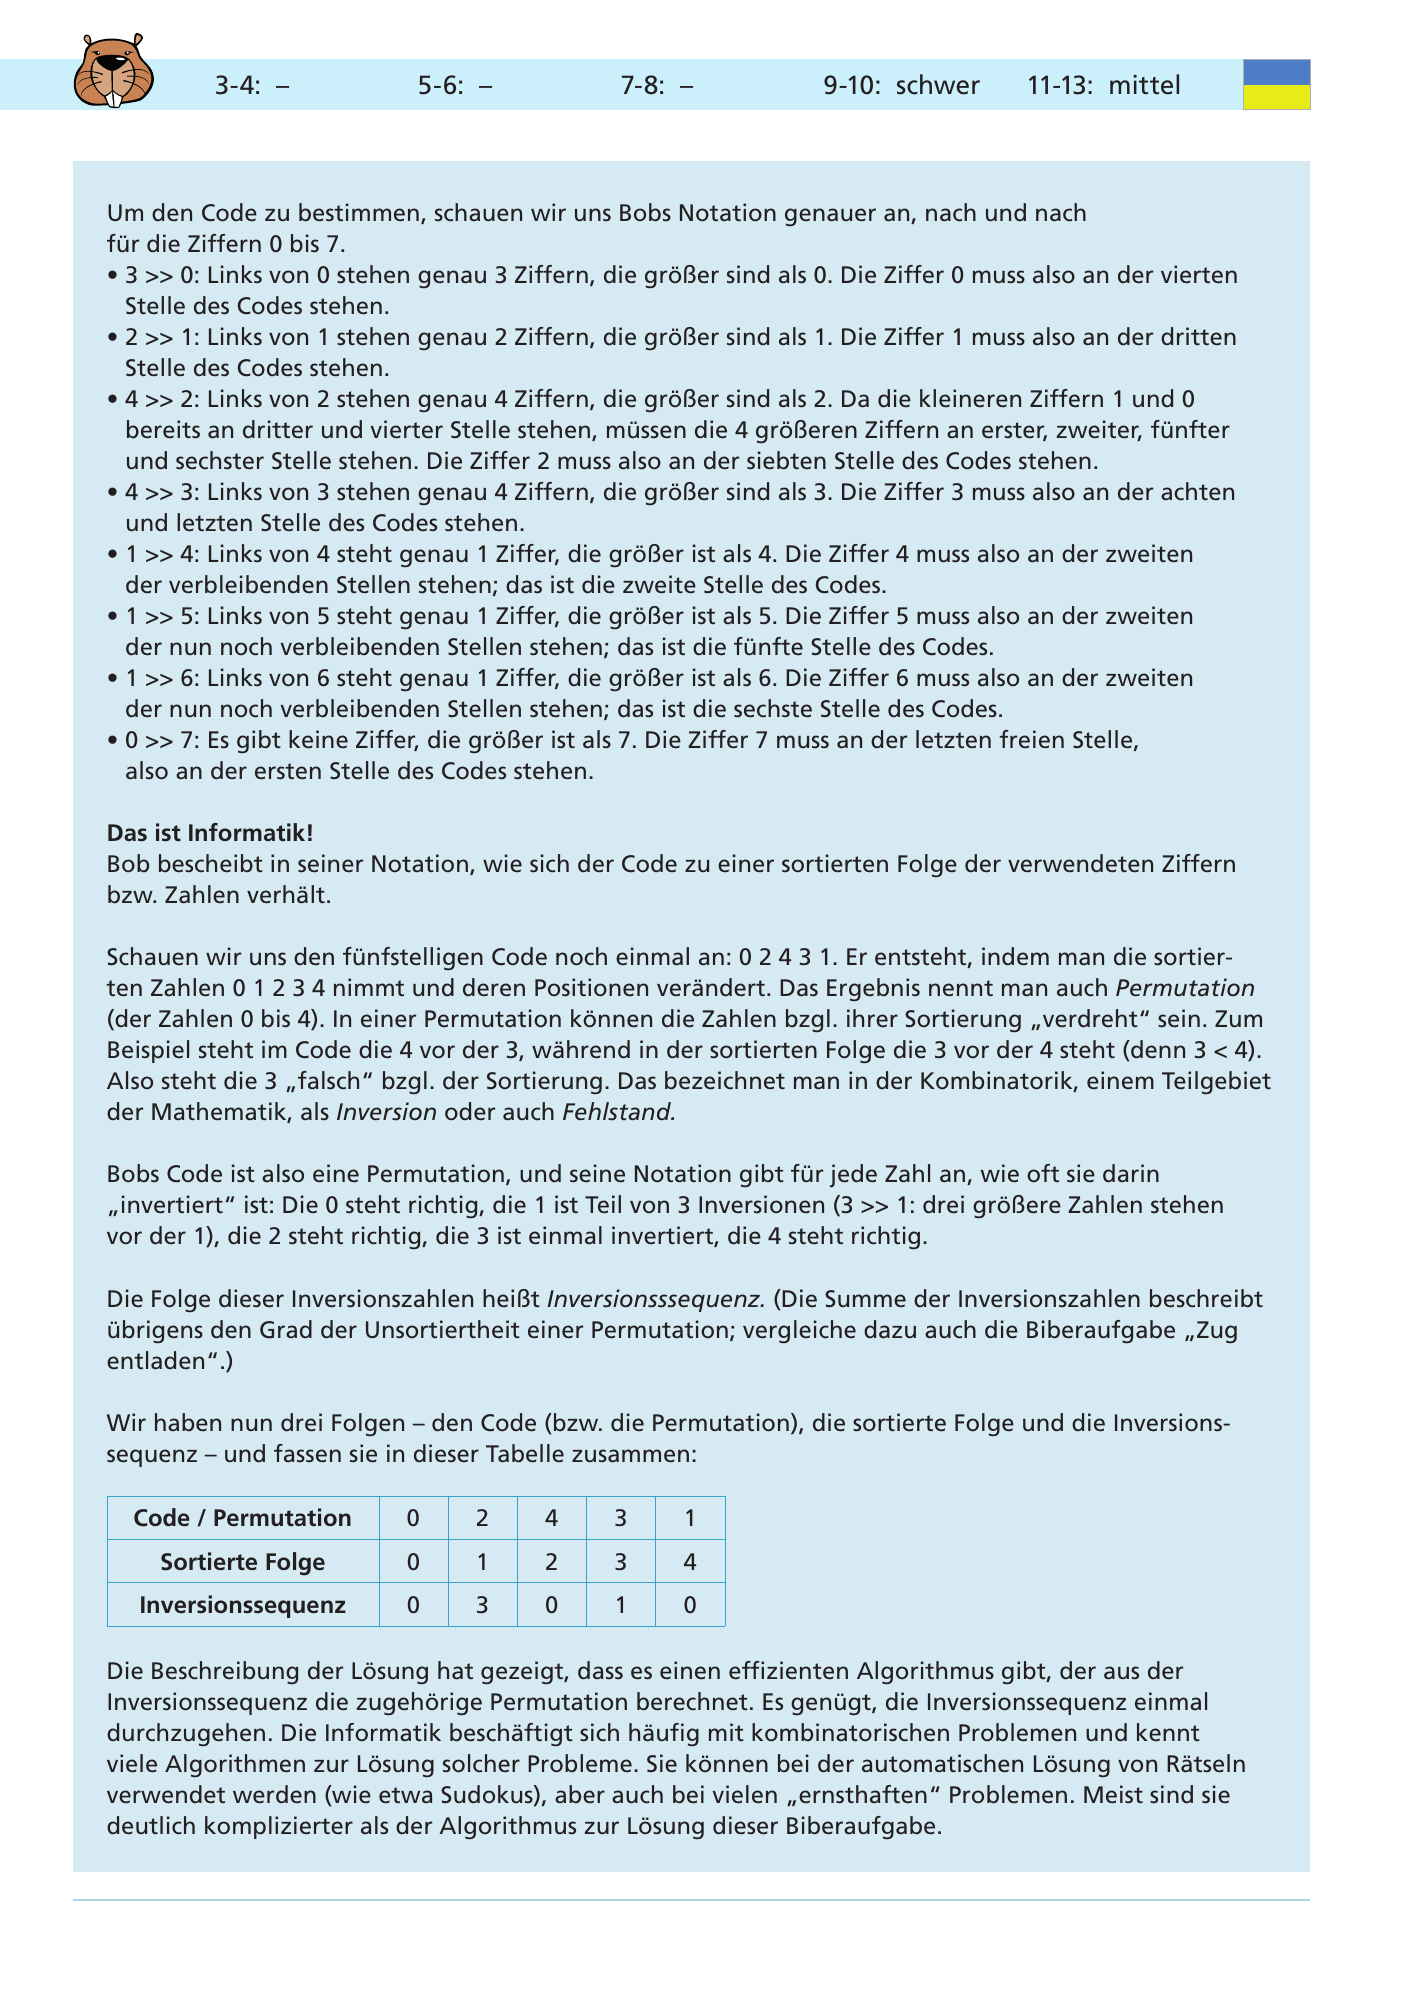 3-4: – 5-6: – 7-8: – 9-10: schwer 11-13: mittel
Um den Code zu bestimmen, schauen wir uns Bobs Notation genauer an, nach und nach
für die Ziffern 0 bis 7.
• 3 >> 0: Links von 0 stehen genau 3 Ziffern, die größer sind als 0. Die Ziffer 0 muss also an der vierten
Stelle des Codes stehen.
• 2 >> 1: Links von 1 stehen genau 2 Ziffern, die größer sind als 1. Die Ziffer 1 muss also an der dritten
Stelle des Codes stehen.
• 4 >> 2: Links von 2 stehen genau 4 Ziffern, die größer sind als 2. Da die kleineren Ziffern 1 und 0
bereits an dritter und vierter Stelle stehen, müssen die 4 größeren Ziffern an erster, zweiter, fünfter
und sechster Stelle stehen. Die Ziffer 2 muss also an der siebten Stelle des Codes stehen.
• 4 >> 3: Links von 3 stehen genau 4 Ziffern, die größer sind als 3. Die Ziffer 3 muss also an der achten
und letzten Stelle des Codes stehen.
• 1 >> 4: Links von 4 steht genau 1 Ziffer, die größer ist als 4. Die Ziffer 4 muss also an der zweiten
der verbleibenden Stellen stehen; das ist die zweite Stelle des Codes.
• 1 >> 5: Links von 5 steht genau 1 Ziffer, die größer ist als 5. Die Ziffer 5 muss also an der zweiten
der nun noch verbleibenden Stellen stehen; das ist die fünfte Stelle des Codes.
• 1 >> 6: Links von 6 steht genau 1 Ziffer, die größer ist als 6. Die Ziffer 6 muss also an der zweiten
der nun noch verbleibenden Stellen stehen; das ist die sechste Stelle des Codes.
• 0 >> 7: Es gibt keine Ziffer, die größer ist als 7. Die Ziffer 7 muss an der letzten freien Stelle,
also an der ersten Stelle des Codes stehen.
Das ist Informatik!
Bob bescheibt in seiner Notation, wie sich der Code zu einer sortierten Folge der verwendeten Ziffern
bzw. Zahlen verhält.
Schauen wir uns den fünfstelligen Code noch einmal an: 0 2 4 3 1. Er entsteht, indem man die sortier-
ten Zahlen 0 1 2 3 4 nimmt und deren Positionen verändert. Das Ergebnis nennt man auch Permutation
(der Zahlen 0 bis 4). In einer Permutation können die Zahlen bzgl. ihrer Sortierung „verdreht“ sein. Zum
Beispiel steht im Code die 4 vor der 3, während in der sortierten Folge die 3 vor der 4 steht (denn 3 < 4).
Also steht die 3 „falsch“ bzgl. der Sortierung. Das bezeichnet man in der Kombinatorik, einem Teilgebiet
der Mathematik, als Inversion oder auch Fehlstand.
Bobs Code ist also eine Permutation, und seine Notation gibt für jede Zahl an, wie oft sie darin
„invertiert“ ist: Die 0 steht richtig, die 1 ist Teil von 3 Inversionen (3 >> 1: drei größere Zahlen stehen
vor der 1), die 2 steht richtig, die 3 ist einmal invertiert, die 4 steht richtig.
Die Folge dieser Inversionszahlen heißt Inversionsssequenz. (Die Summe der Inversionszahlen beschreibt
übrigens den Grad der Unsortiertheit einer Permutation; vergleiche dazu auch die Biberaufgabe „Zug
entladen“.)
Wir haben nun drei Folgen – den Code (bzw. die Permutation), die sortierte Folge und die Inversions-
sequenz – und fassen sie in dieser Tabelle zusammen:
Code / Permutation 0 2 4 3 1
Sortierte Folge 0 1 2 3 4
Inversionssequenz 0 3 0 1 0
Die Beschreibung der Lösung hat gezeigt, dass es einen effizienten Algorithmus gibt, der aus der
Inversionssequenz die zugehörige Permutation berechnet. Es genügt, die Inversionssequenz einmal
durchzugehen. Die Informatik beschäftigt sich häufig mit kombinatorischen Problemen und kennt
viele Algorithmen zur Lösung solcher Probleme. Sie können bei der automatischen Lösung von Rätseln
verwendet werden (wie etwa Sudokus), aber auch bei vielen „ernsthaften“ Problemen. Meist sind sie
deutlich komplizierter als der Algorithmus zur Lösung dieser Biberaufgabe.